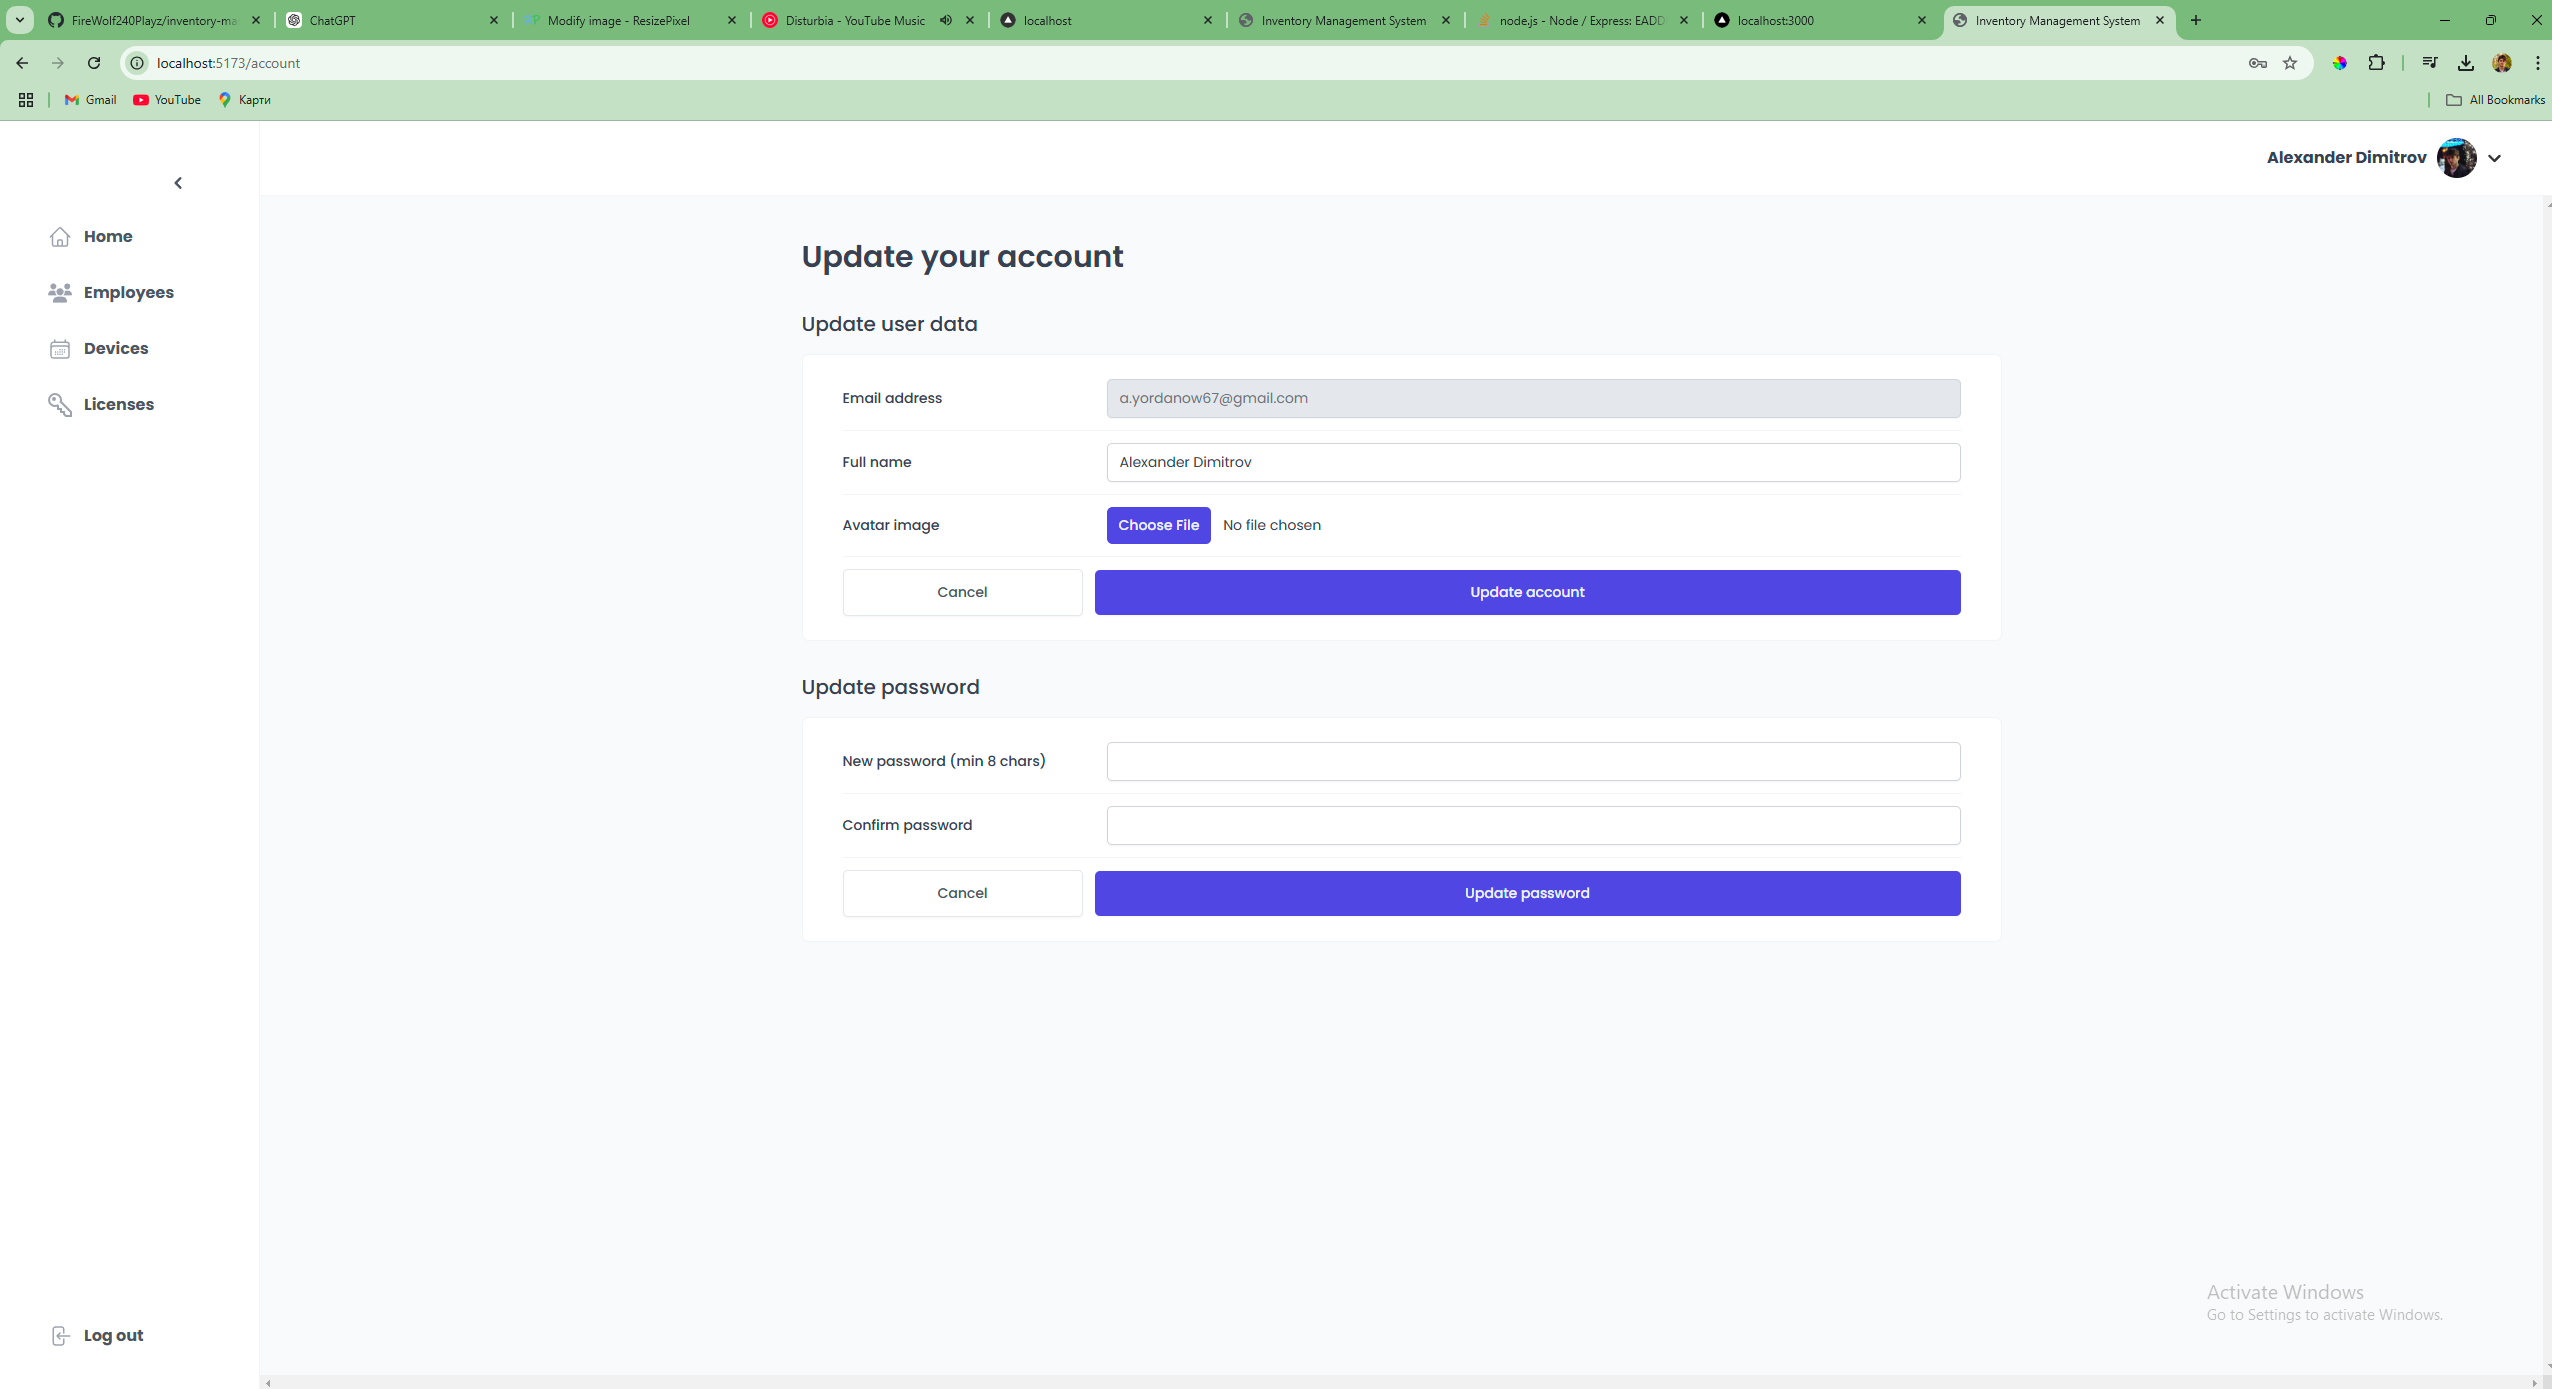 FireWolf240Playz/inventory-ma
ChatGPT
Modify image - ResizePixel
Disturbia - YouTube Music
localhost
Inventory Management System
node.js - Node / Express: EADD
localhost:3000
Inventory Management System
localhost:5173/account
Gmail
YouTube
Карти
All Bookmarks
Alexander Dimitrov
Home
Employees
Devices
Licenses
Log out
Update your account
Update user data
Email address
a.yordanow67@gmail.com
Full name
Alexander Dimitrov
Avatar image
Choose File No file chosen
Cancel
Update account
Update password
New password (min 8 chars)
Confirm password
Cancel
Update password
Activate Windows
Go to Settings to activate Windows.